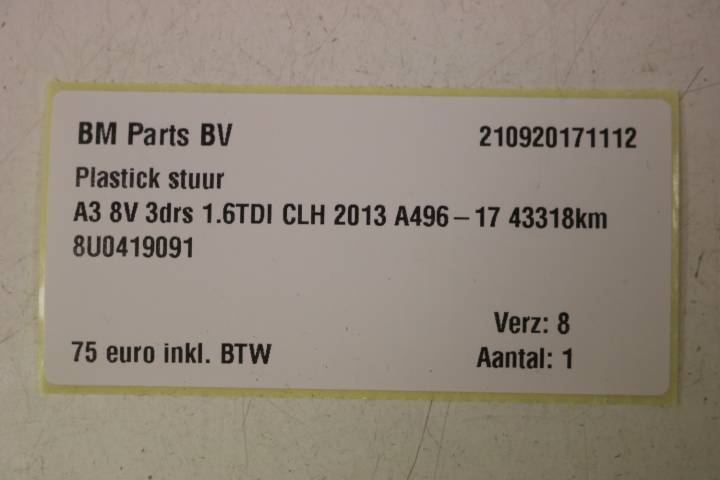 BM Parts BV 210920171112
Plastick stuur
A3 8V 3drs 1.6TDI CLH 2013 A496-17 43318km
8U0419091
Verz: 8
75 euro inkl. BTW Aantal: 1